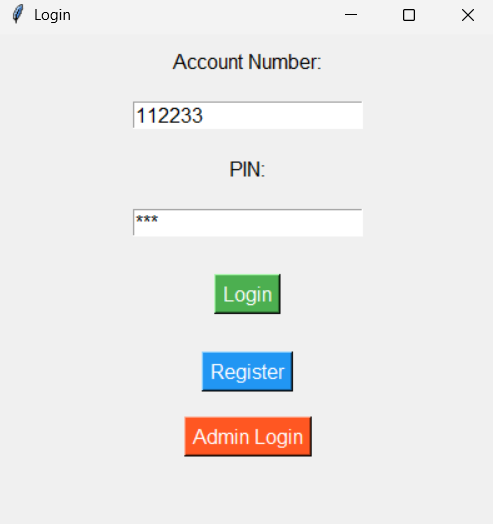 Login
Account Number:
112233
PIN:
***
Login
Register
Admin Login